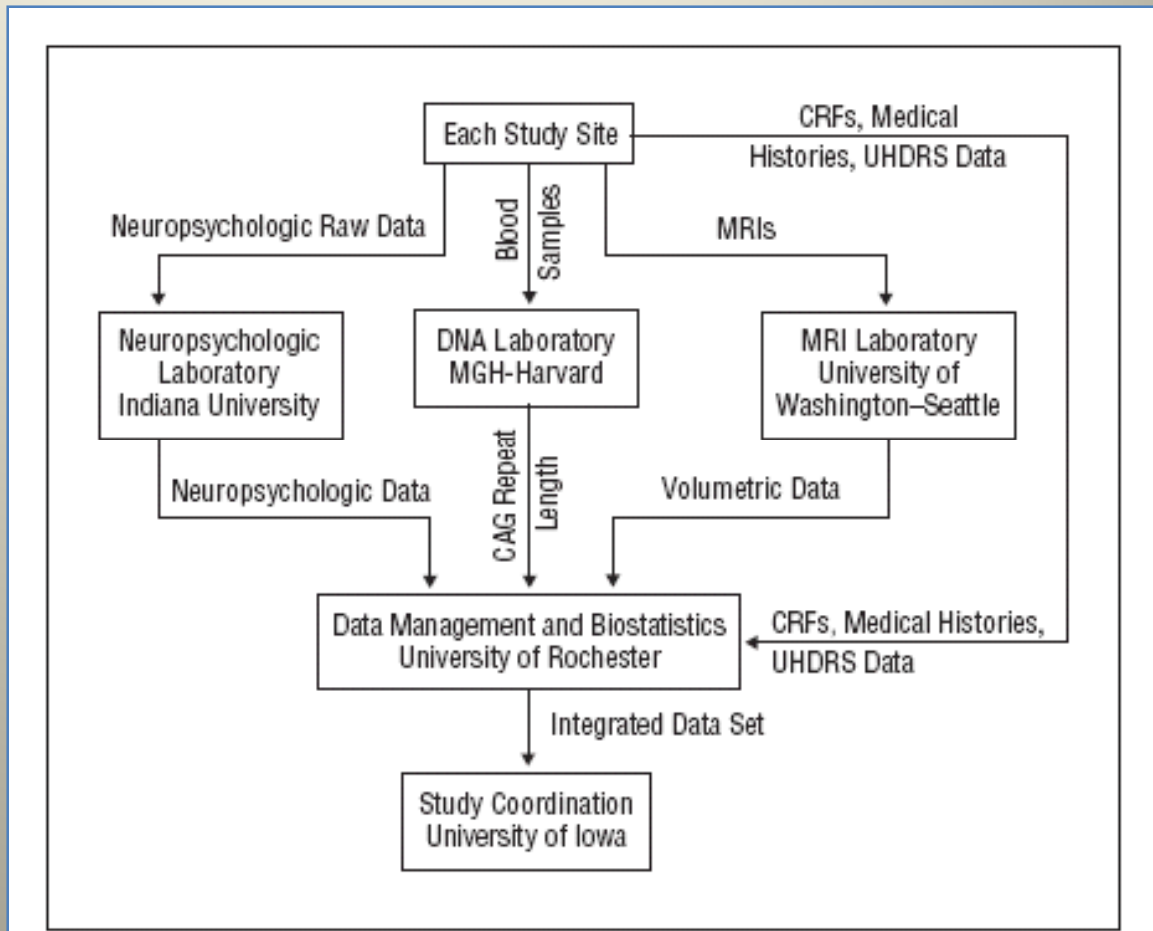 Each Study Site
CRFs, Medical
Histories, UHDRS Data
Neuropsychologic Raw Data
Blood
Samples
MRIs
Neuropsychologic
Laboratory
Indiana University
DNA Laboratory
MGH-Harvard
MRI Laboratory
University of
Washington–Seattle
Neuropsychologic Data
CAG Repeat
Length
Volumetric Data
Data Management and Biostatistics
University of Rochester
CRFs, Medical Histories,
UHDRS Data
Integrated Data Set
Study Coordination
University of Iowa